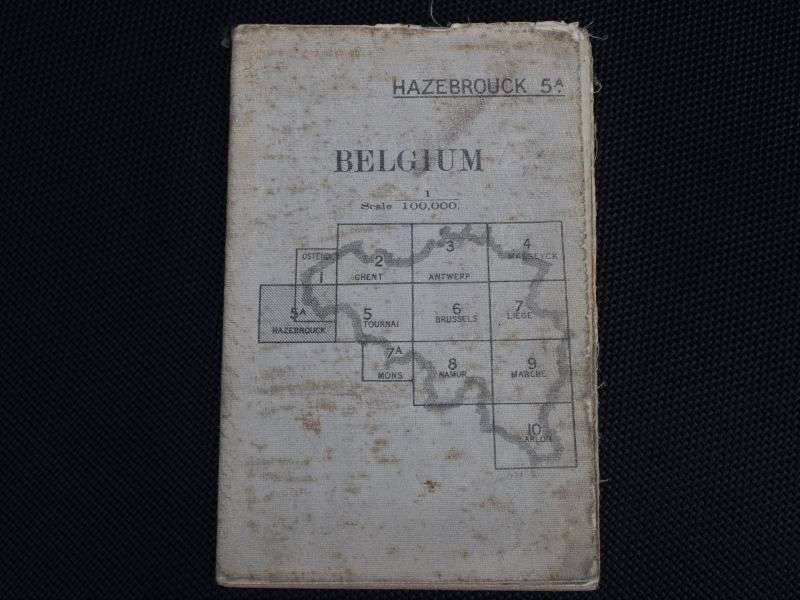 HAZEBROUCK 5A
BELGIUM
Scale 1/100,000.
3
4
MAESEYCK
OSTEND
2
GHENT
ANTWERP
1
5A
HAZEBROUCK
5
TOURNAI
6
BRUSSELS
7
LIÉGE
7A
MONS
8
NAMUR
9
MARCHE
10
ARLON